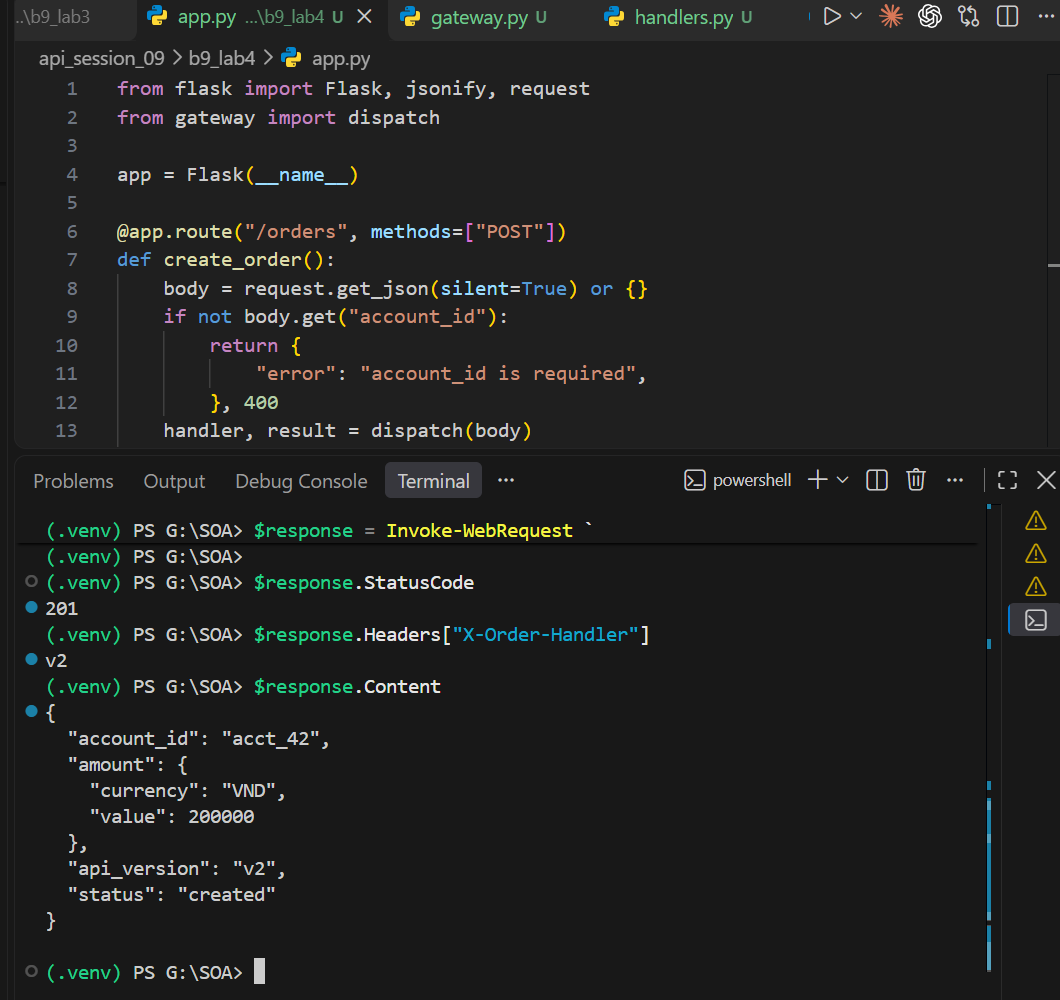 ..\b9_lab3 app.py ...\b9_lab4 U gateway.py U handlers.py U
api_session_09 > b9_lab4 > app.py
1 from flask import Flask, jsonify, request
2 from gateway import dispatch
3
4 app = Flask(__name__)
5
6 @app.route("/orders", methods=["POST"])
7 def create_order():
8 body = request.get_json(silent=True) or {}
9 if not body.get("account_id"):
10 return {
11 "error": "account_id is required",
12 }, 400
13 handler, result = dispatch(body)
Problems Output Debug Console Terminal ... powershell
(.venv) PS G:\SOA> $response = Invoke-WebRequest `
(.venv) PS G:\SOA>
(.venv) PS G:\SOA> $response.StatusCode
201
(.venv) PS G:\SOA> $response.Headers["X-Order-Handler"]
v2
(.venv) PS G:\SOA> $response.Content
{
"account_id": "acct_42",
"amount": {
"currency": "VND",
"value": 200000
},
"api_version": "v2",
"status": "created"
}
(.venv) PS G:\SOA>